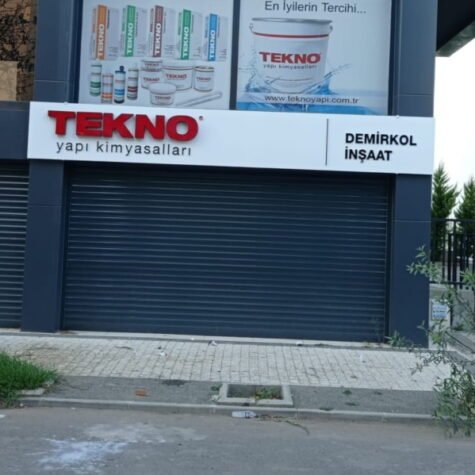 En İyilerin Tercihi...
TEKNO
yapı kimyasalları
www.teknoyapi.com.tr
TEKNO®
yapı kimyasalları
DEMİRKOL
İNŞAAT